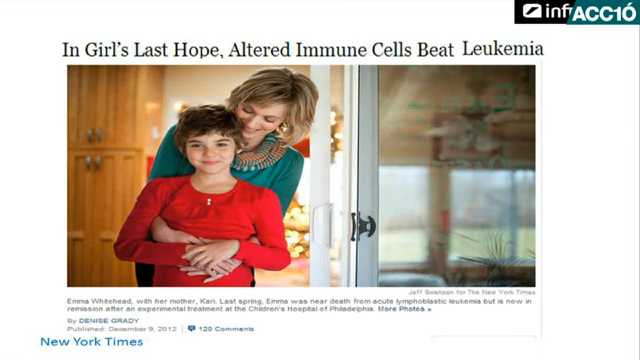 inf
ACC1Ó
In Girl's Last Hope, Altered Immune Cells Beat Leukemia
Jeff Swensen for The New York Times
Emma Whitehead, with her mother, Kari. Last spring, Emma was near death from acute lymphoblastic leukemia but is now in
remission after an experimental treatment at the Children's Hospital of Philadelphia. More Photos »
By DENISE GRADY
Published: December 9, 2012
120 Comments
New York Times